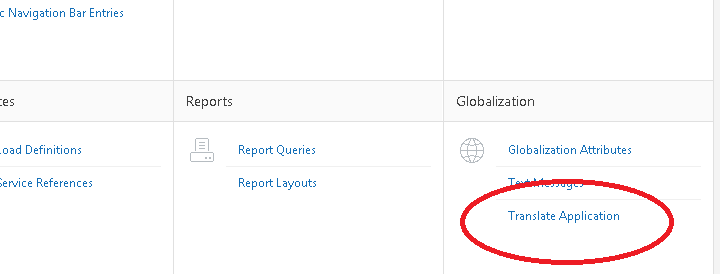 c Navigation Bar Entries
ces
Reports
Globalization
Load Definitions
Report Queries
Globalization Attributes
Service References
Report Layouts
Text Messages
Translate Application